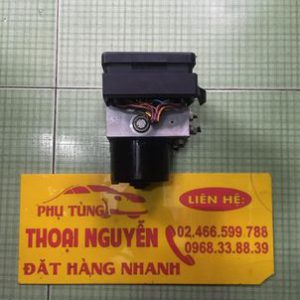 PHỤ TÙNG
THOẠI NGUYỄN
ĐẶT HÀNG NHANH
LIÊN HỆ:
02.466.599.788
0968.33.88.39